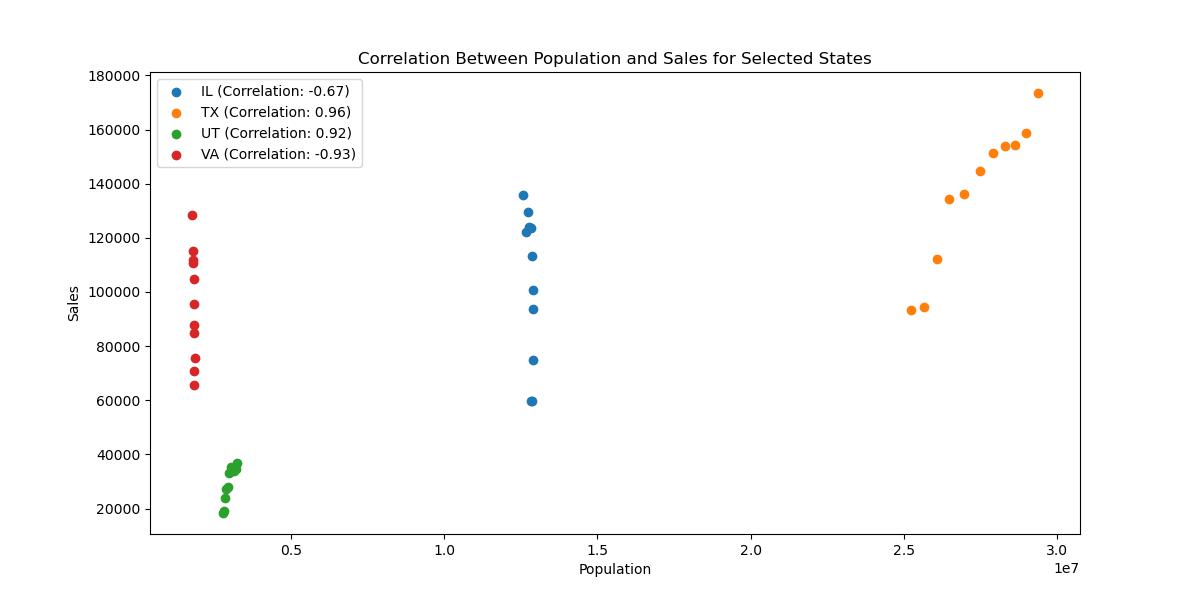 Correlation Between Population and Sales for Selected States
180000
160000
140000
120000
100000
80000
60000
40000
20000
Sales
IL (Correlation: -0.67)
TX (Correlation: 0.96)
UT (Correlation: 0.92)
VA (Correlation: -0.93)
0.5 1.0 1.5 2.0 2.5 3.0
1e7
Population